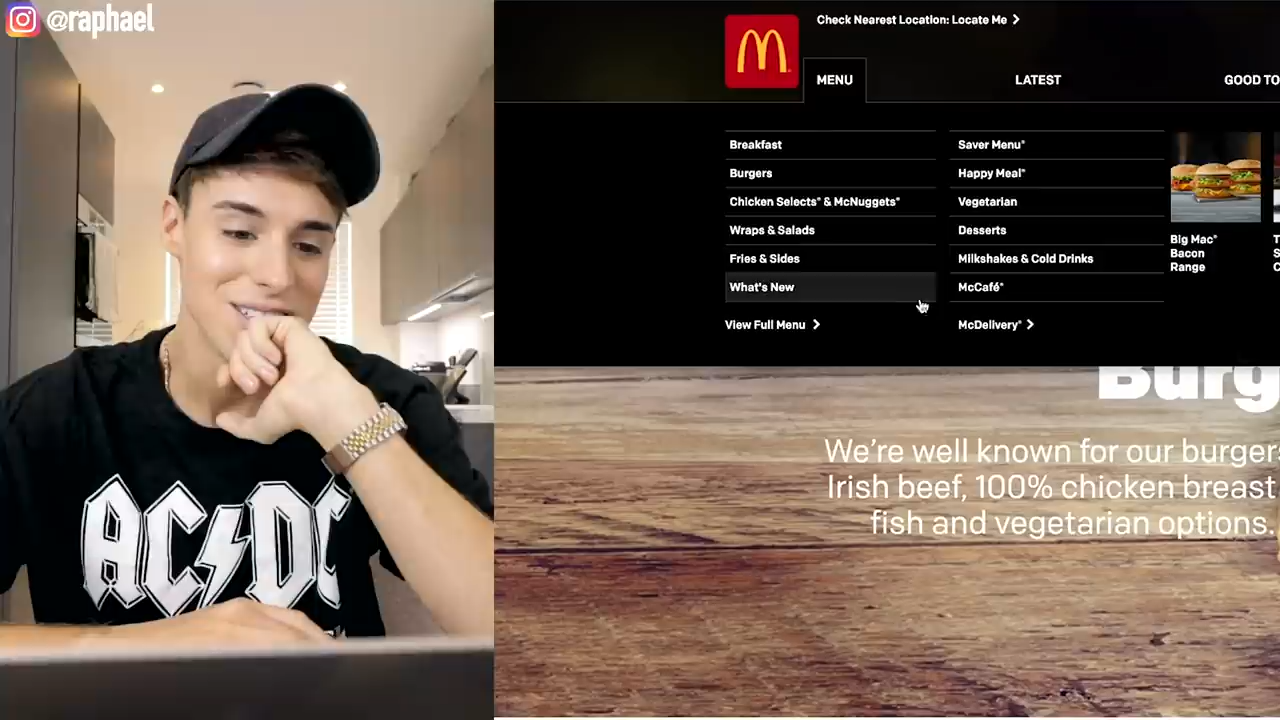 @raphael
Check Nearest Location: Locate Me
MENU
LATEST
GOOD TO
Breakfast
Burgers
Chicken Selects® & McNuggets®
Wraps & Salads
Fries & Sides
What's New
View Full Menu
Saver Menu®
Happy Meal®
Vegetarian
Desserts
Milkshakes & Cold Drinks
McCafé®
McDelivery®
Big Mac®
Bacon
Range
T
S
C
Burg
We're well known for our burgers
Irish beef, 100% chicken breast
fish and vegetarian options.
AC DC